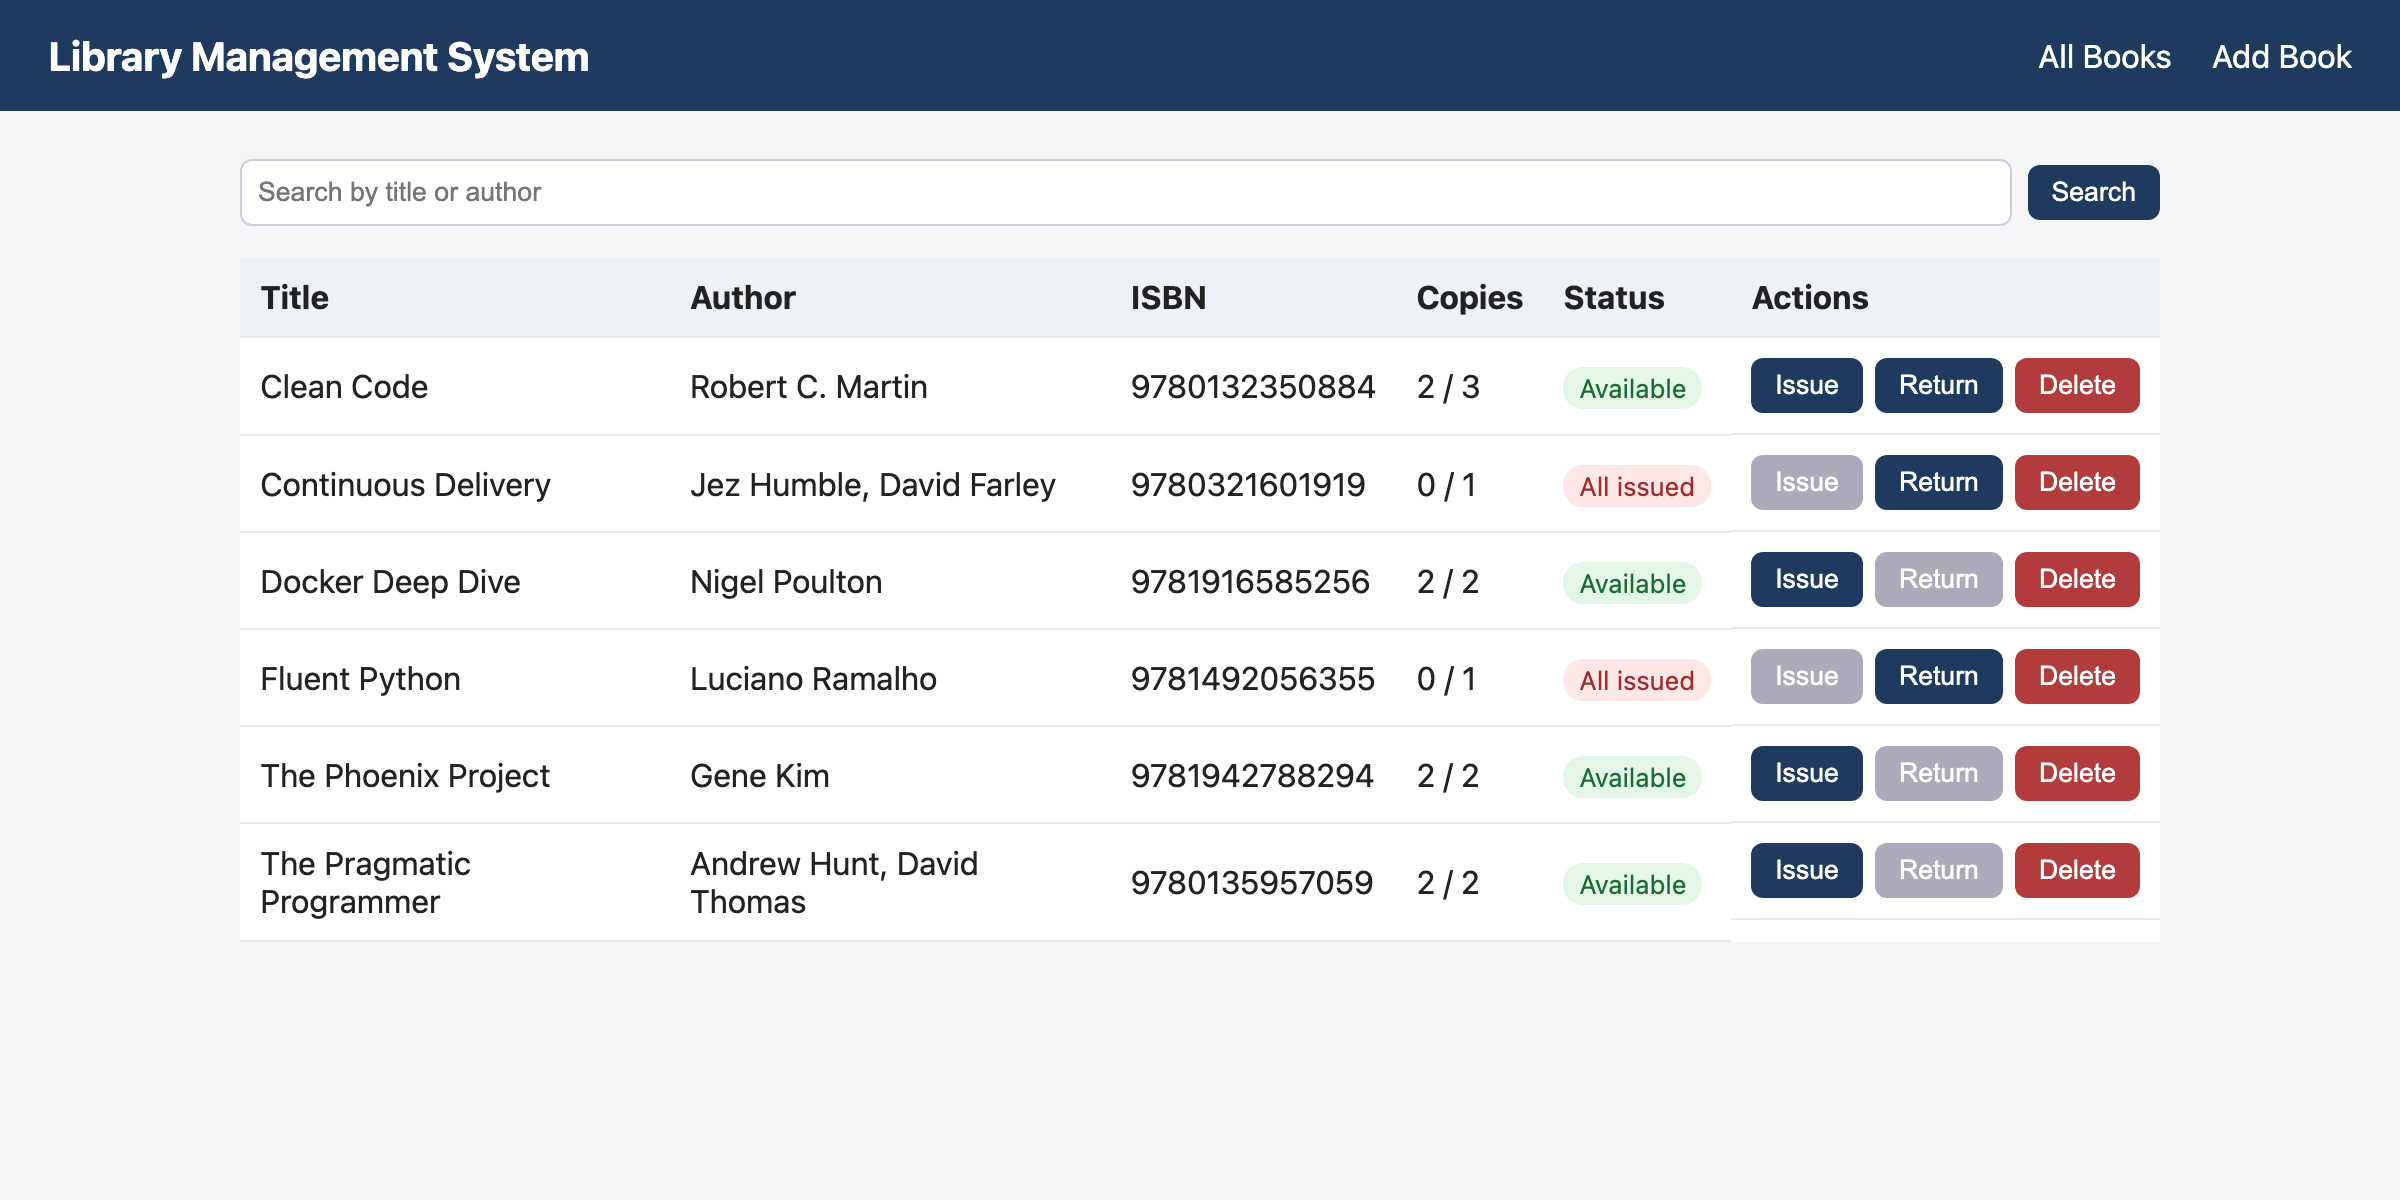 Library Management System All Books Add Book
Search by title or author Search
Title Author ISBN Copies Status Actions
Clean Code Robert C. Martin 9780132350884 2 / 3 Available Issue Return Delete
Continuous Delivery Jez Humble, David Farley 9780321601919 0 / 1 All issued Issue Return Delete
Docker Deep Dive Nigel Poulton 9781916585256 2 / 2 Available Issue Return Delete
Fluent Python Luciano Ramalho 9781492056355 0 / 1 All issued Issue Return Delete
The Phoenix Project Gene Kim 9781942788294 2 / 2 Available Issue Return Delete
The Pragmatic
Programmer
Andrew Hunt, David
Thomas
9780135957059 2 / 2 Available Issue Return Delete